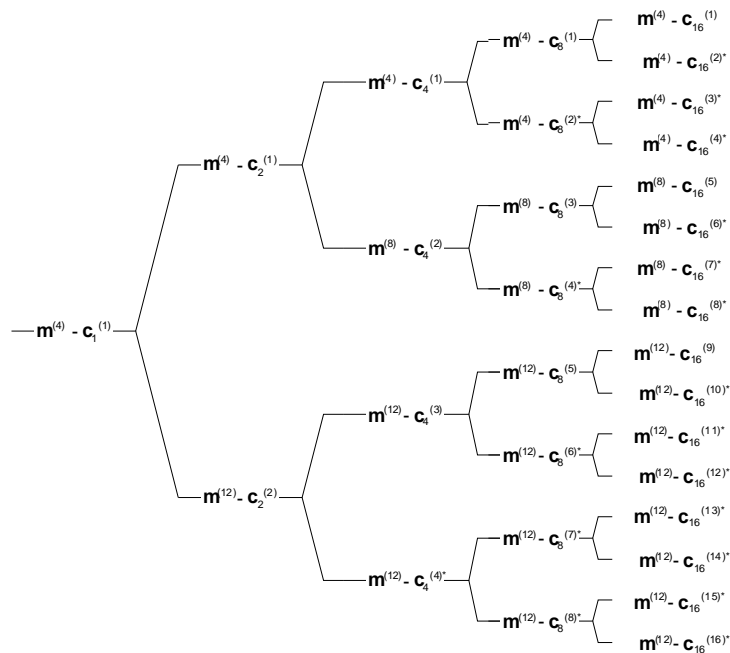 m(4) - c16(1)
m(4) - c8(1)
m(4) - c16(2)*
m(4) - c4(1)
m(4) - c16(3)*
m(4) - c8(2)*
m(4) - c16(4)*
m(4) - c2(1)
m(8) - c16(5)
m(8) - c8(3)
m(8) - c16(6)*
m(8) - c4(2)
m(8) - c16(7)*
m(8) - c8(4)*
m(8) - c16(8)*
m(4) - c1(1)
m(12) - c16(9)
m(12) - c8(5)
m(12) - c16(10)*
m(12) - c4(3)
m(12) - c16(11)*
m(12) - c8(6)*
m(12) - c16(12)*
m(12) - c2(2)
m(12) - c16(13)*
m(12) - c8(7)*
m(12) - c16(14)*
m(12) - c4(4)*
m(12) - c16(15)*
m(12) - c8(8)*
m(12) - c16(16)*